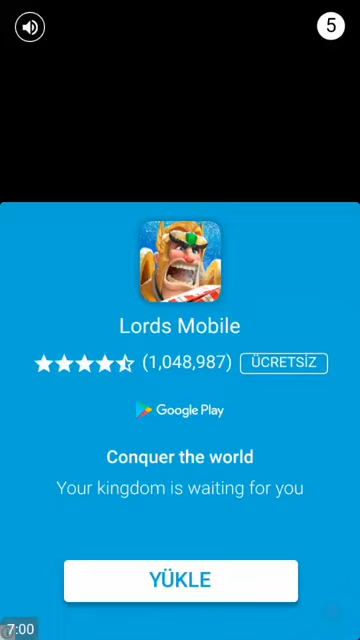 5
Lords Mobile
(1,048,987) ÜCRETSİZ
Google Play
Conquer the world
Your kingdom is waiting for you
YÜKLE
7:00